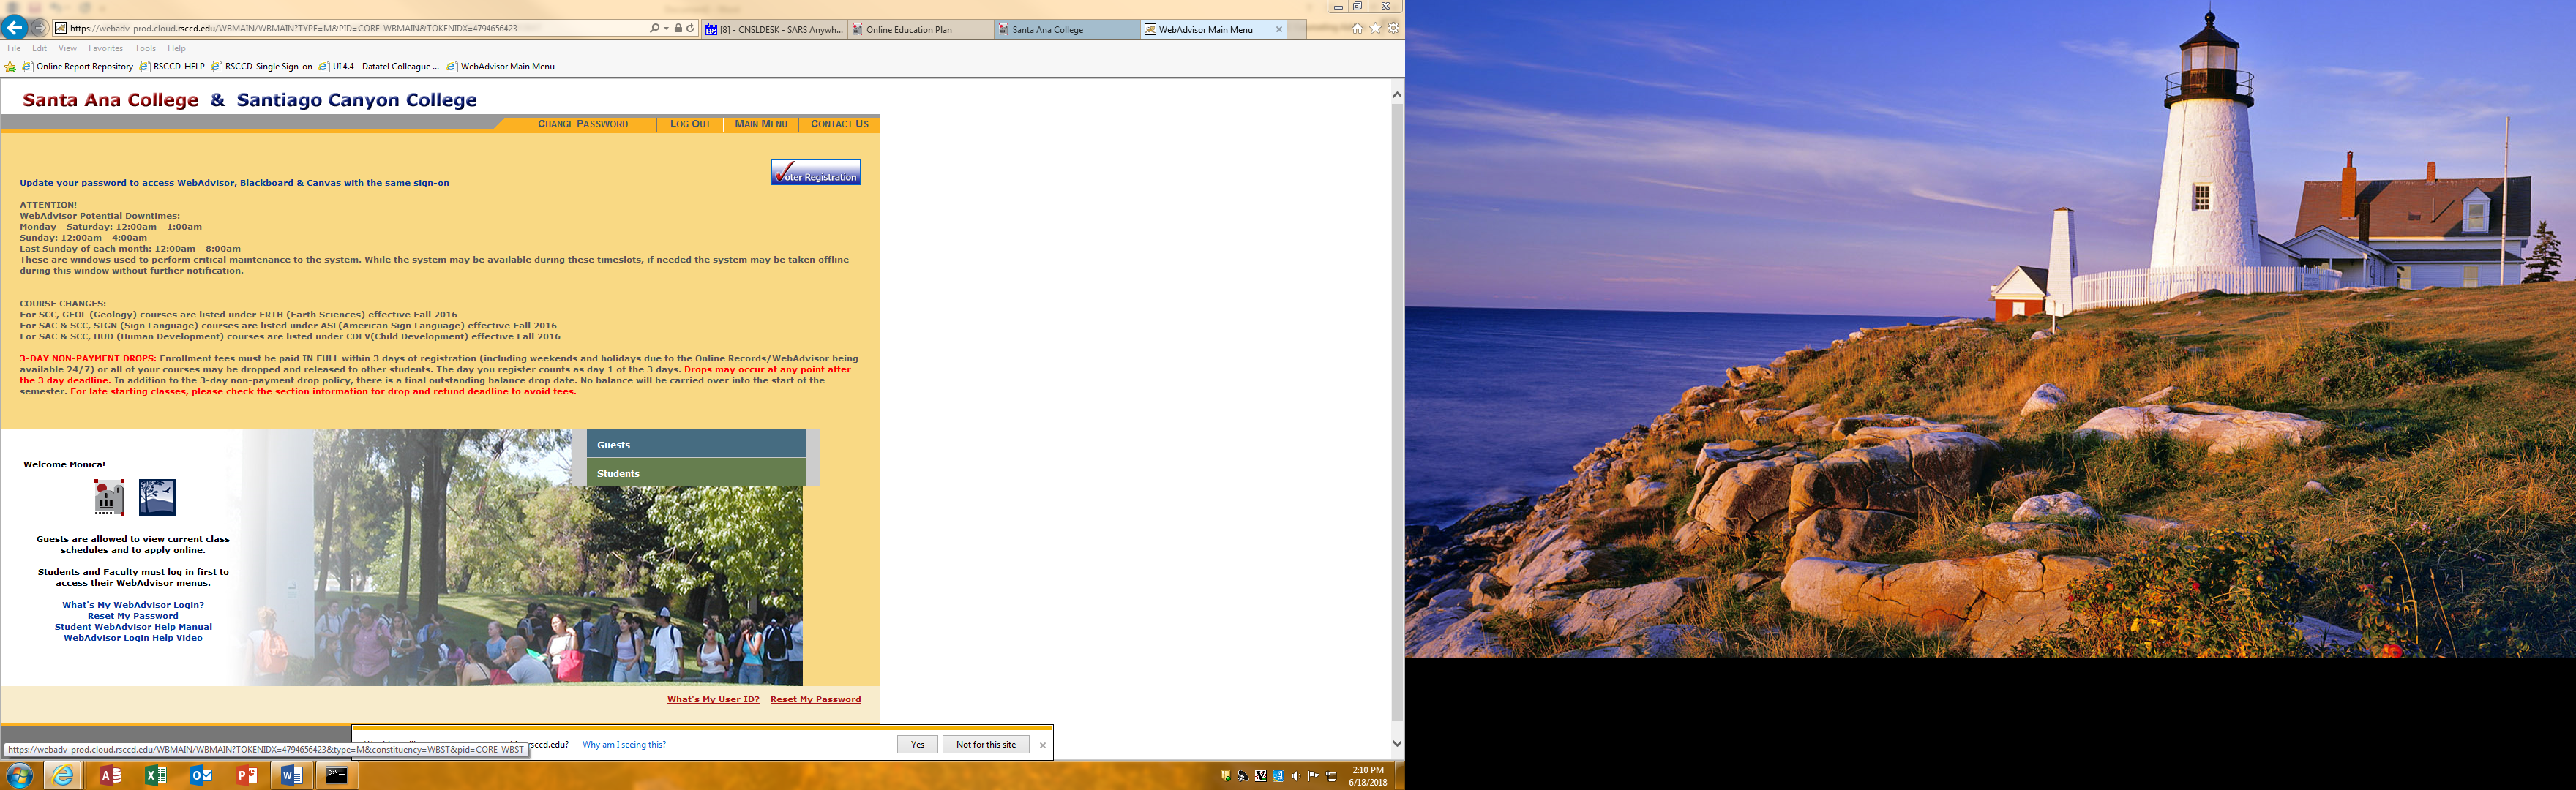 https://webadv-prod.cloud.rsccd.edu/WBMAIN/WBMAIN?TYPE=M&PID=CORE-WBMAIN&TOKENIDX=4794656423
[8] - CNSLDESK - SARS Anywh...
Online Education Plan
Santa Ana College
WebAdvisor Main Menu
File Edit View Favorites Tools Help
Online Report Repository RSCCD-HELP RSCCD-Single Sign-on UI 4.4 - Datatel Colleague ... WebAdvisor Main Menu
Santa Ana College & Santiago Canyon College
CHANGE PASSWORD LOG OUT MAIN MENU CONTACT US
Voter Registration
Update your password to access WebAdvisor, Blackboard & Canvas with the same sign-on
ATTENTION!
WebAdvisor Potential Downtimes:
Monday - Saturday: 12:00am - 1:00am
Sunday: 12:00am - 4:00am
Last Sunday of each month: 12:00am - 8:00am
These are windows used to perform critical maintenance to the system. While the system may be available during these timeslots, if needed the system may be taken offline
during this window without further notification.
COURSE CHANGES:
For SCC, GEOL (Geology) courses are listed under ERTH (Earth Sciences) effective Fall 2016
For SAC & SCC, SIGN (Sign Language) courses are listed under ASL(American Sign Language) effective Fall 2016
For SAC & SCC, HUD (Human Development) courses are listed under CDEV(Child Development) effective Fall 2016
3-DAY NON-PAYMENT DROPS: Enrollment fees must be paid IN FULL within 3 days of registration (including weekends and holidays due to the Online Records/WebAdvisor being
available 24/7) or all of your courses may be dropped and released to other students. The day you register counts as day 1 of the 3 days. Drops may occur at any point after
the 3 day deadline. In addition to the 3-day non-payment drop policy, there is a final outstanding balance drop date. No balance will be carried over into the start of the
semester. For late starting classes, please check the section information for drop and refund deadline to avoid fees.
Guests
Students
Welcome Monica!
Guests are allowed to view current class
schedules and to apply online.
Students and Faculty must log in first to
access their WebAdvisor menus.
What's My WebAdvisor Login?
Reset My Password
Student WebAdvisor Help Manual
WebAdvisor Login Help Video
What's My User ID? Reset My Password
rsccd.edu? Why am I seeing this? Yes Not for this site
https://webadv-prod.cloud.rsccd.edu/WBMAIN/WBMAIN?TOKENIDX=4794656423&type=M&constituency=WBST&pid=CORE-WBST
2:10 PM
6/18/2018